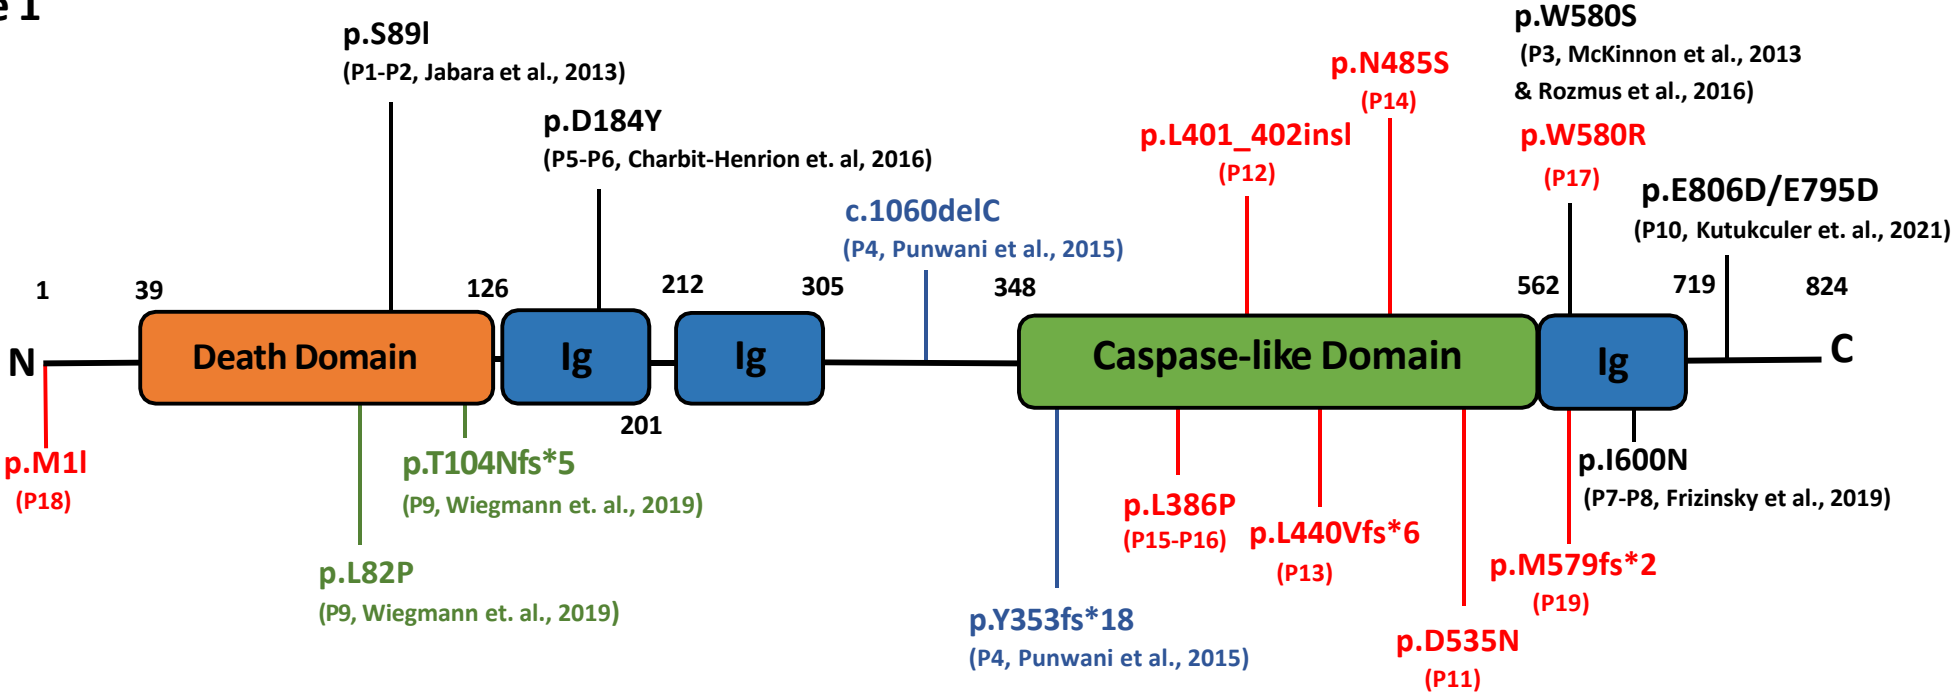 e 1
p.S89I
(P1-P2, Jabara et al., 2013)
p.D184Y
(P5-P6, Charbit-Henrion et. al, 2016)
c.1060delC
(P4, Punwani et al., 2015)
p.L401_402insI
(P12)
p.N485S
(P14)
p.W580S
(P3, McKinnon et al., 2013
& Rozmus et al., 2016)
p.W580R
(P17)
p.E806D/E795D
(P10, Kutukculer et. al., 2021)
1 39 126 212 305 348 562 719 824
N Death Domain Ig Ig Caspase-like Domain Ig C
201
p.M1I
(P18)
p.T104Nfs*5
(P9, Wiegmann et. al., 2019)
p.L82P
(P9, Wiegmann et. al., 2019)
p.Y353fs*18
(P4, Punwani et al., 2015)
p.L386P
(P15-P16)
p.L440Vfs*6
(P13)
p.D535N
(P11)
p.M579fs*2
(P19)
p.I600N
(P7-P8, Frizinsky et al., 2019)